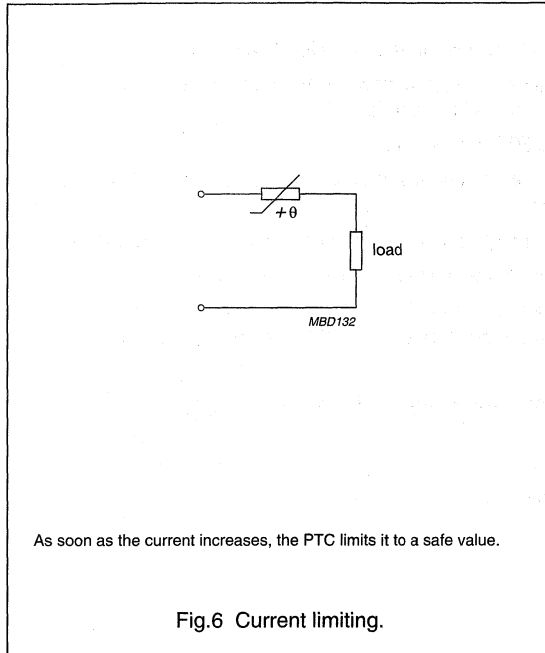 +θ
load
MBD132
As soon as the current increases, the PTC limits it to a safe value.
Fig.6 Current limiting.